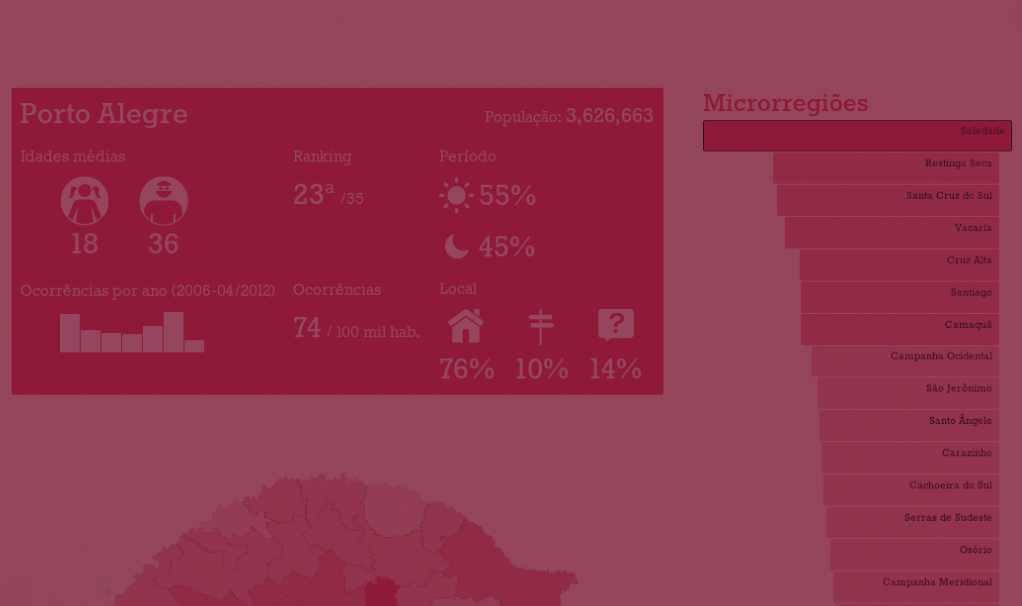 Porto Alegre
População: 3,626,663
Idades médias
Ranking
Período
23ª /35
55%
18
36
45%
Ocorrências por ano (2006-04/2012)
Ocorrências
Local
74 / 100 mil hab.
?
76%
10%
14%
Microrregiões
Soledade
Restinga Seca
Santa Cruz do Sul
Vacaria
Cruz Alta
Santiago
Camaquã
Campanha Ocidental
São Jerônimo
Santo Ângelo
Carazinho
Cachoeira do Sul
Serras de Sudeste
Osório
Campanha Meridional